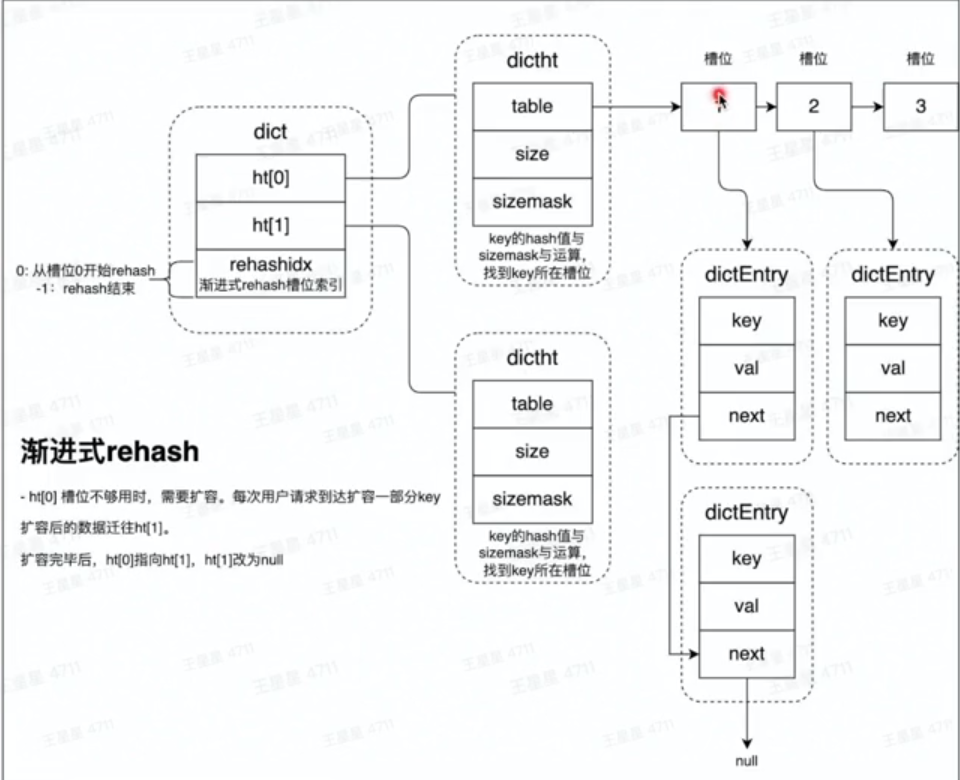 dict
ht[0]
ht[1]
rehashidx
渐进式rehash槽位索引
0: 从槽位0开始rehash
-1：rehash结束
dictht
table
size
sizemask
key的hash值与
sizemask与运算，
找到key所在槽位
dictht
table
size
sizemask
key的hash值与
sizemask与运算，
找到key所在槽位
槽位
槽位
槽位
2
3
dictEntry
key
val
next
dictEntry
key
val
next
dictEntry
key
val
next
null
渐进式rehash
- ht[0] 槽位不够用时，需要扩容。每次用户请求到达扩容一部分key
扩容后的数据迁往ht[1]。
扩容完毕后，ht[0]指向ht[1]，ht[1]改为null
王星星 4711